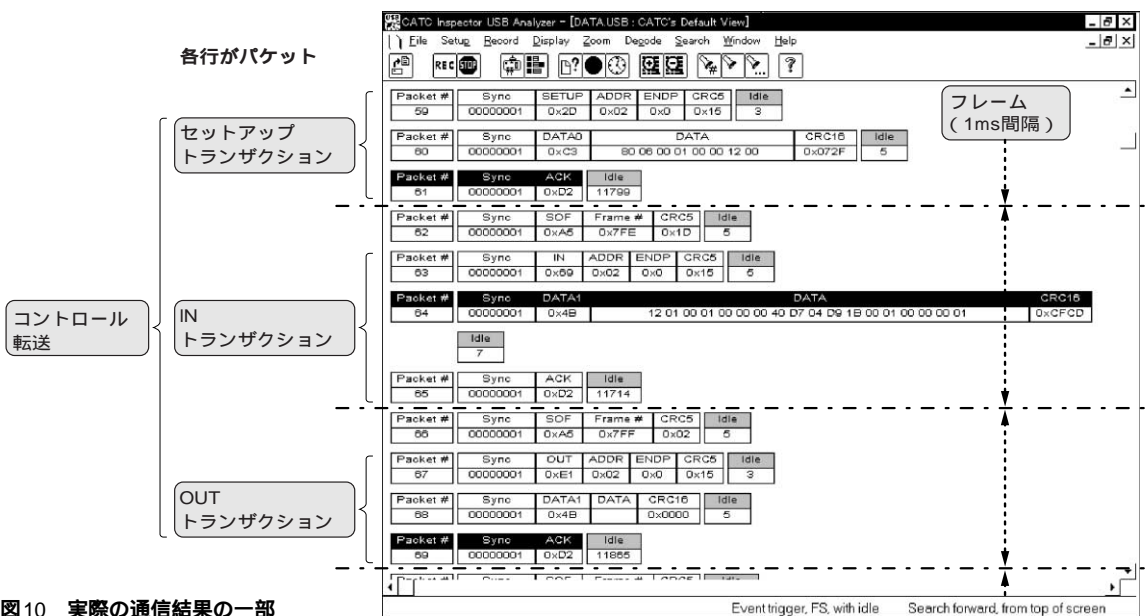 CATC Inspector USB Analyzer - [DATA.USB : CATC's Default View]
File Setup Record Display Zoom Decode Search Window Help
REC STOP
各行がパケット
フレーム
(1ms間隔)
セットアップ
トランザクション
Packet # Sync SETUP ADDR ENDP CRC5 Idle
59 00000001 0x2D 0x02 0x0 0x15 3
Packet # Sync DATA0 DATA CRC16 Idle
60 00000001 0xC3 80 06 00 01 00 00 12 00 0x072F 5
Packet # Sync ACK Idle
61 00000001 0xD2 11799
Packet # Sync SOF Frame # CRC5 Idle
62 00000001 0xA5 0x7FE 0x1D 5
コントロール
転送
IN
トランザクション
Packet # Sync IN ADDR ENDP CRC5 Idle
63 00000001 0x69 0x02 0x0 0x15 6
Packet # Sync DATA1 DATA CRC16
64 00000001 0x4B 12 01 00 01 00 00 00 40 D7 04 D9 1B 00 01 00 00 00 01 0xCFCD
Idle
7
Packet # Sync ACK Idle
65 00000001 0xD2 11714
Packet # Sync SOF Frame # CRC5 Idle
66 00000001 0xA5 0x7FF 0x02 5
OUT
トランザクション
Packet # Sync OUT ADDR ENDP CRC5 Idle
67 00000001 0xE1 0x02 0x0 0x15 3
Packet # Sync DATA1 DATA CRC16 Idle
68 00000001 0x4B 0x0000 5
Packet # Sync ACK Idle
69 00000001 0xD2 11865
Packet # Sync SOF Frame # CRC5 Idle
Event trigger, FS, with idle Search forward, from top of screen
図10 実際の通信結果の一部